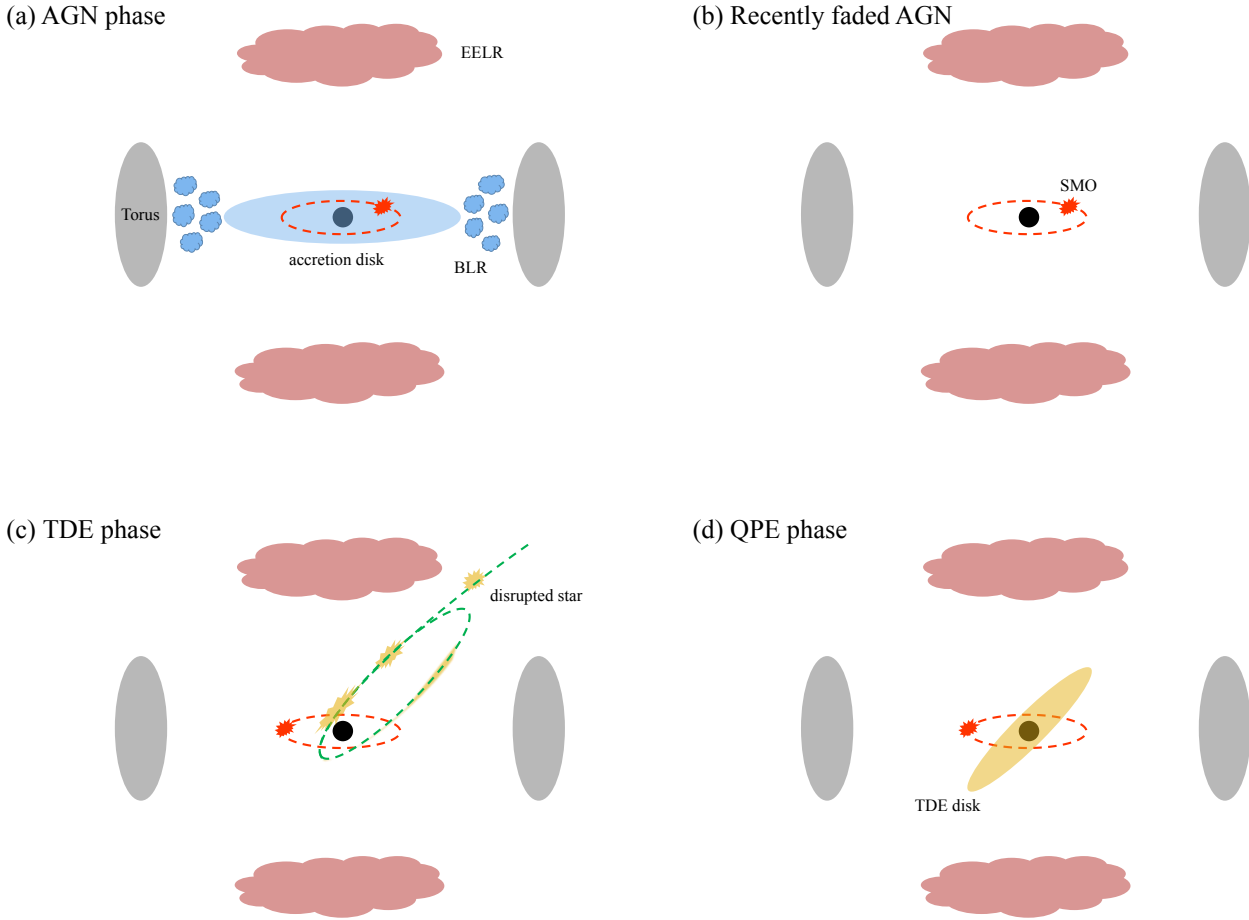 (a) AGN phase
EELR
Torus
accretion disk
BLR
(b) Recently faded AGN
SMO
(c) TDE phase
disrupted star
(d) QPE phase
TDE disk